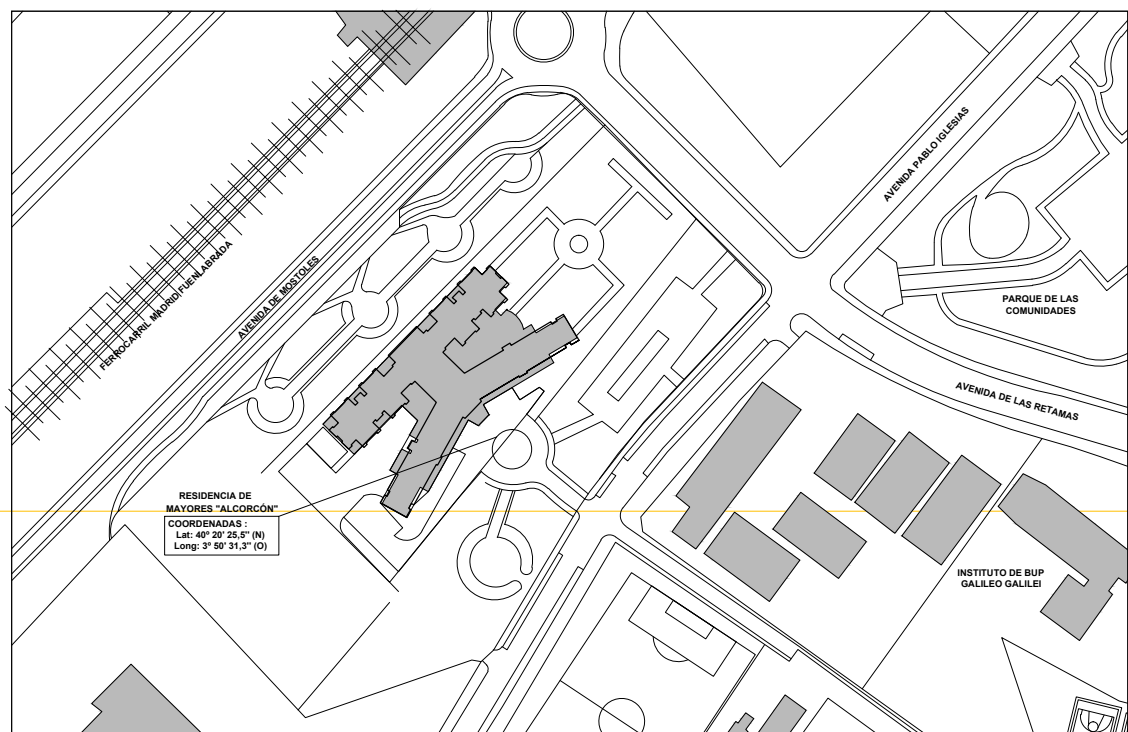 AVENIDA PABLO IGLESIAS
FERROCARRIL MADRID FUENLABRADA
AVENIDA DE MOSTOLES
PARQUE DE LAS
COMUNIDADES
AVENIDA DE LAS RETAMAS
RESIDENCIA DE
MAYORES "ALCORCÓN"
COORDENADAS :
Lat: 40º 20' 25,5" (N)
Long: 3º 50' 31,3" (O)
INSTITUTO DE BUP
GALILEO GALILEI